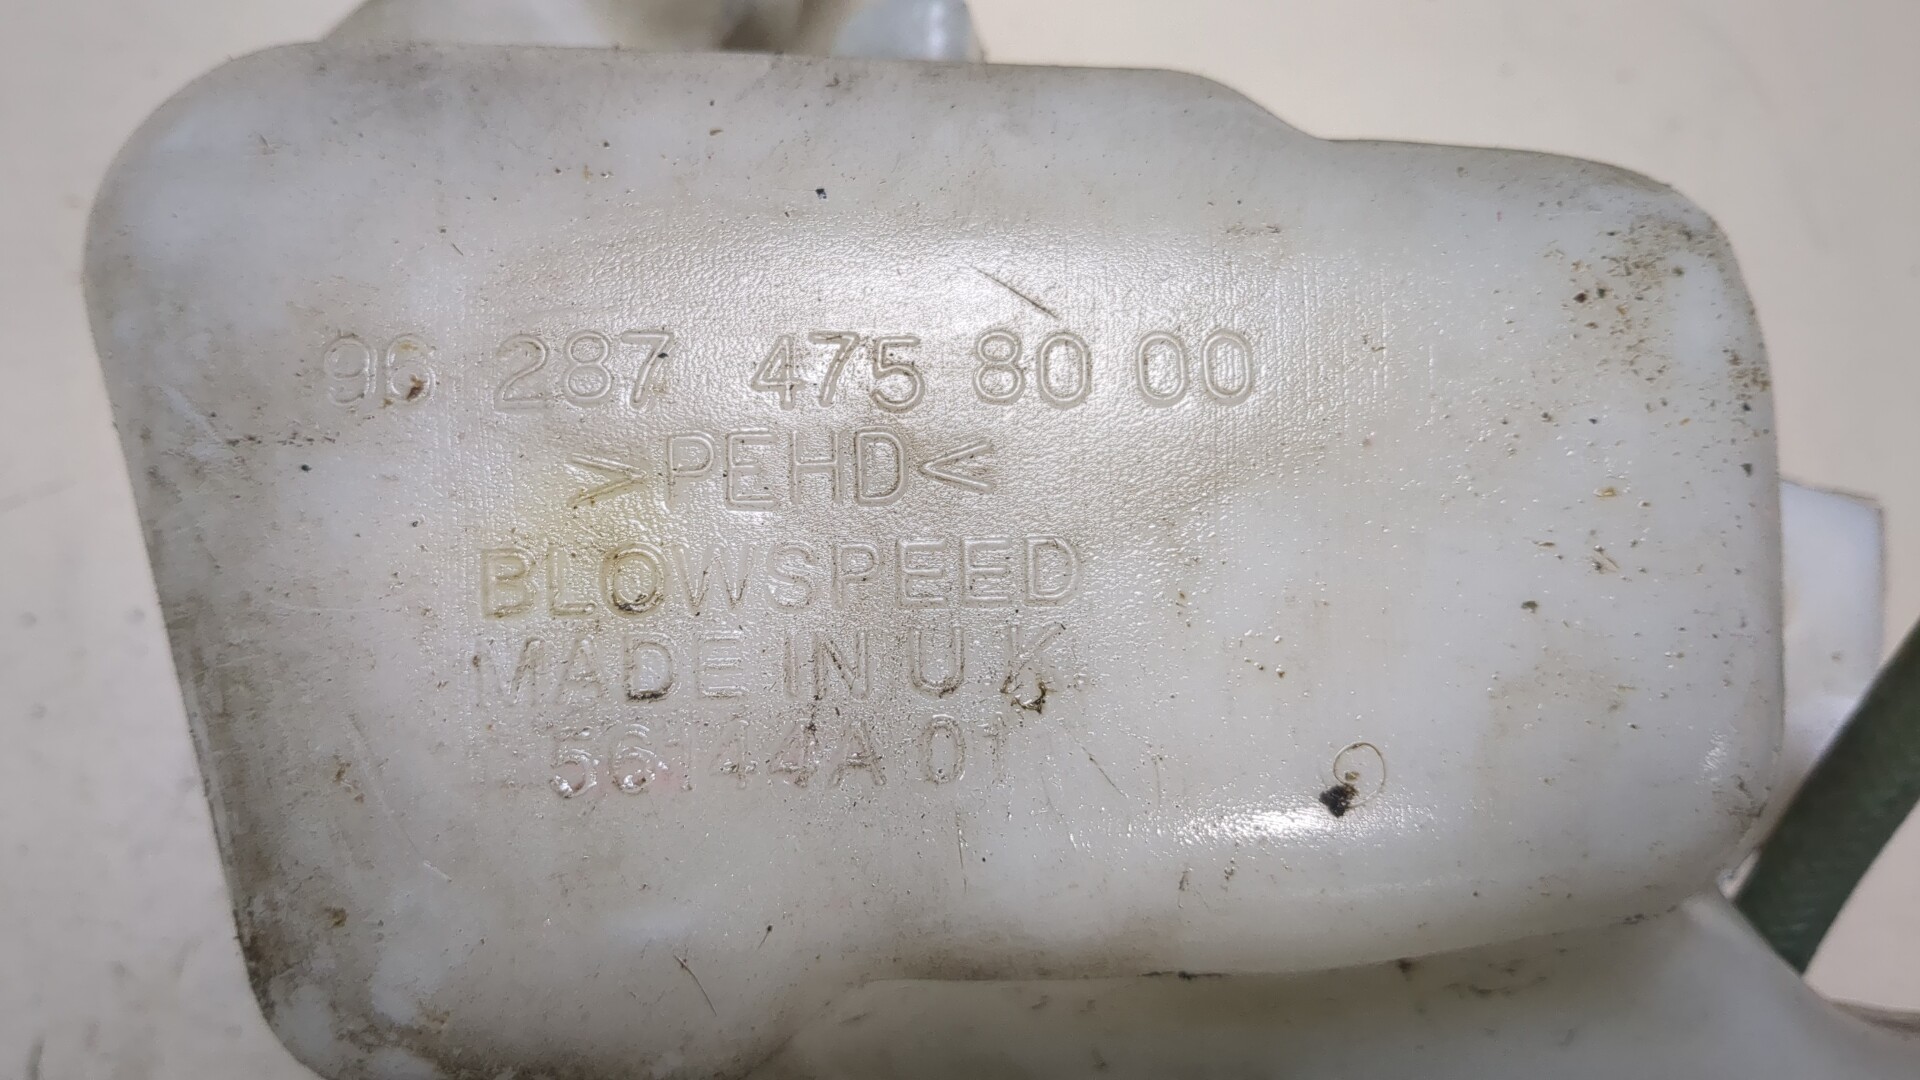 96 287 475 80 00
>PEHD<
BLOWSPEED
MADE IN U K
56144A 01